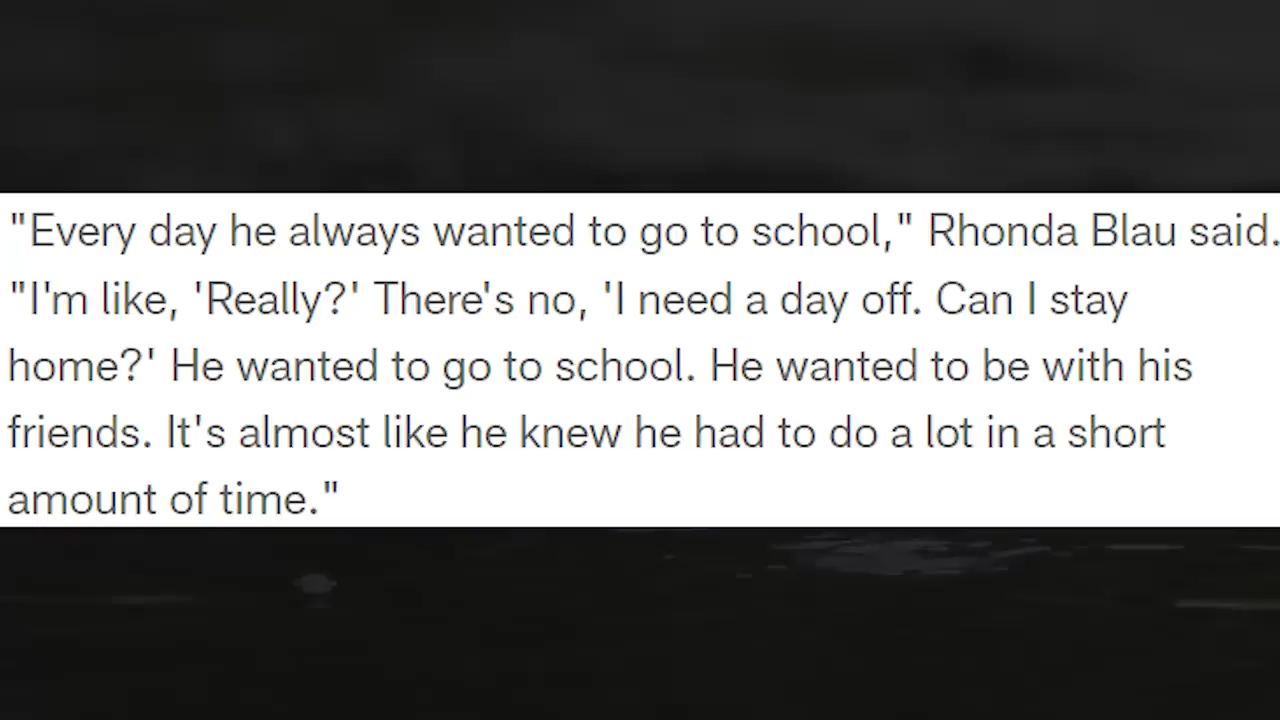 "Every day he always wanted to go to school," Rhonda Blau said.
"I'm like, 'Really?' There's no, 'I need a day off. Can I stay
home?' He wanted to go to school. He wanted to be with his
friends. It's almost like he knew he had to do a lot in a short
amount of time."